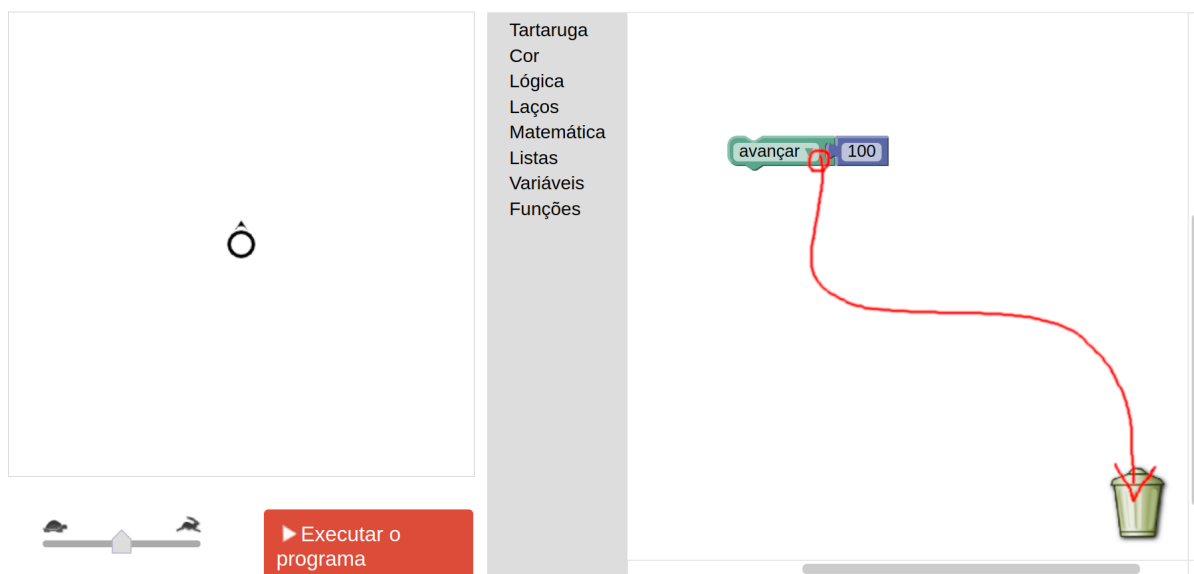 Tartaruga
Cor
Lógica
Laços
Matemática
Listas
Variáveis
Funções
avançar 100
Executar o
programa